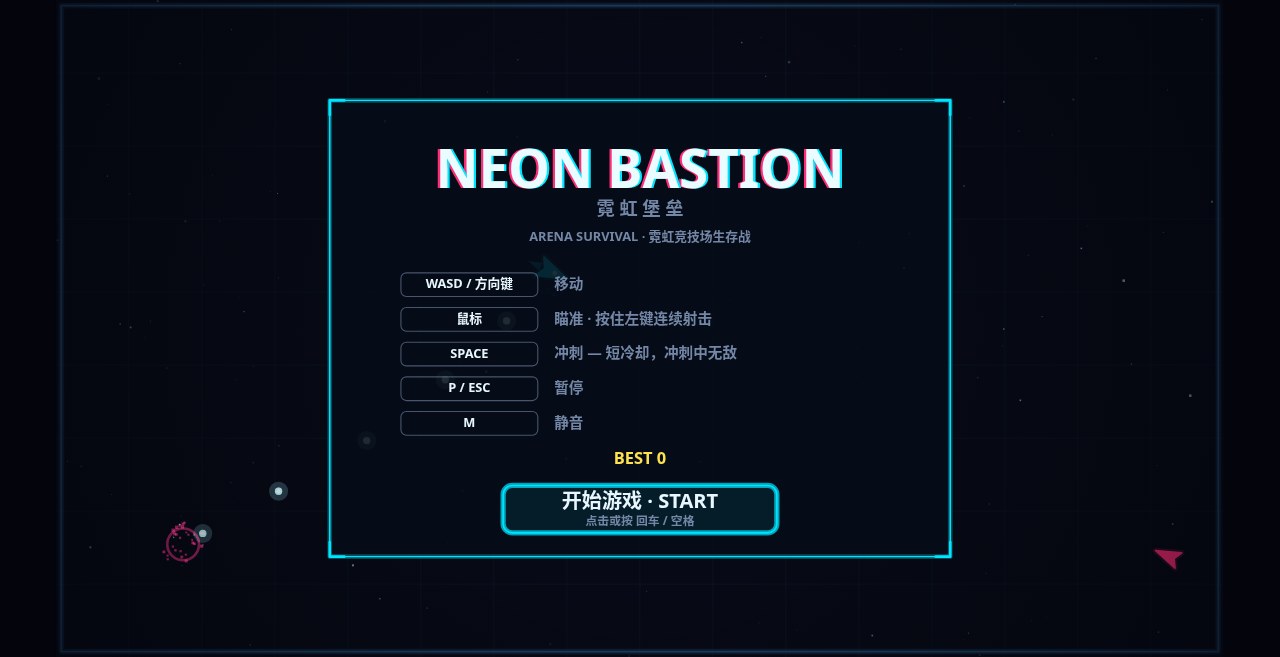 NEON BASTION
霓虹堡垒
ARENA SURVIVAL · 霓虹竞技场生存战
WASD / 方向键 移动
鼠标 瞄准 · 按住左键连续射击
SPACE 冲刺 — 短冷却，冲刺中无敌
P / ESC 暂停
M 静音
BEST 0
开始游戏 · START
点击或按 回车 / 空格